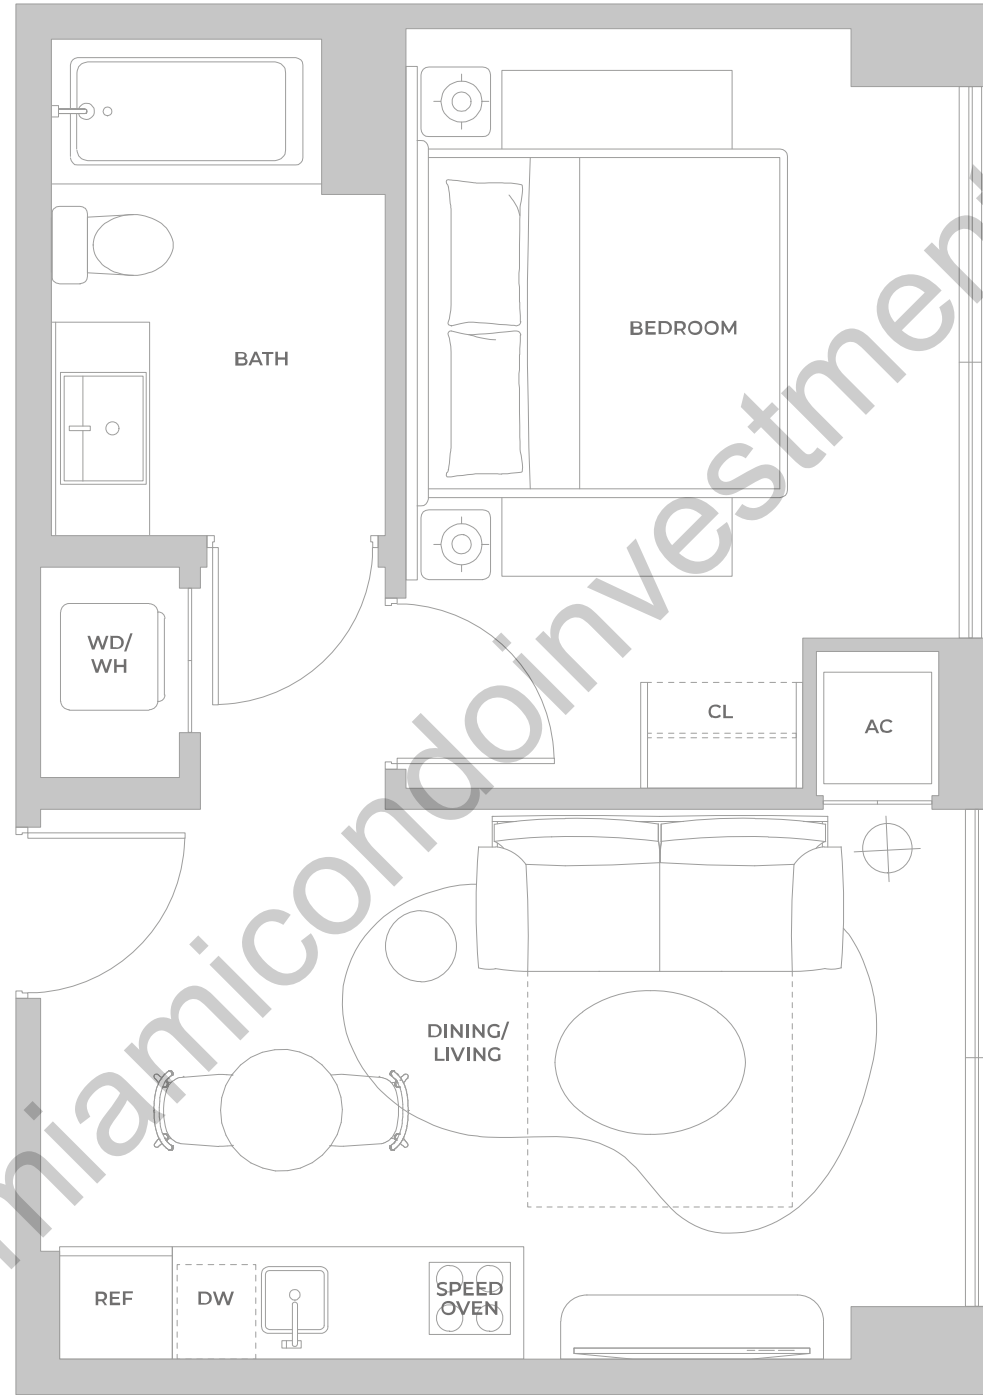 BEDROOM
BATH
WD/
WH
CL
AC
DINING/
LIVING
REF
DW
SPEED
OVEN
miamicondoinvestment